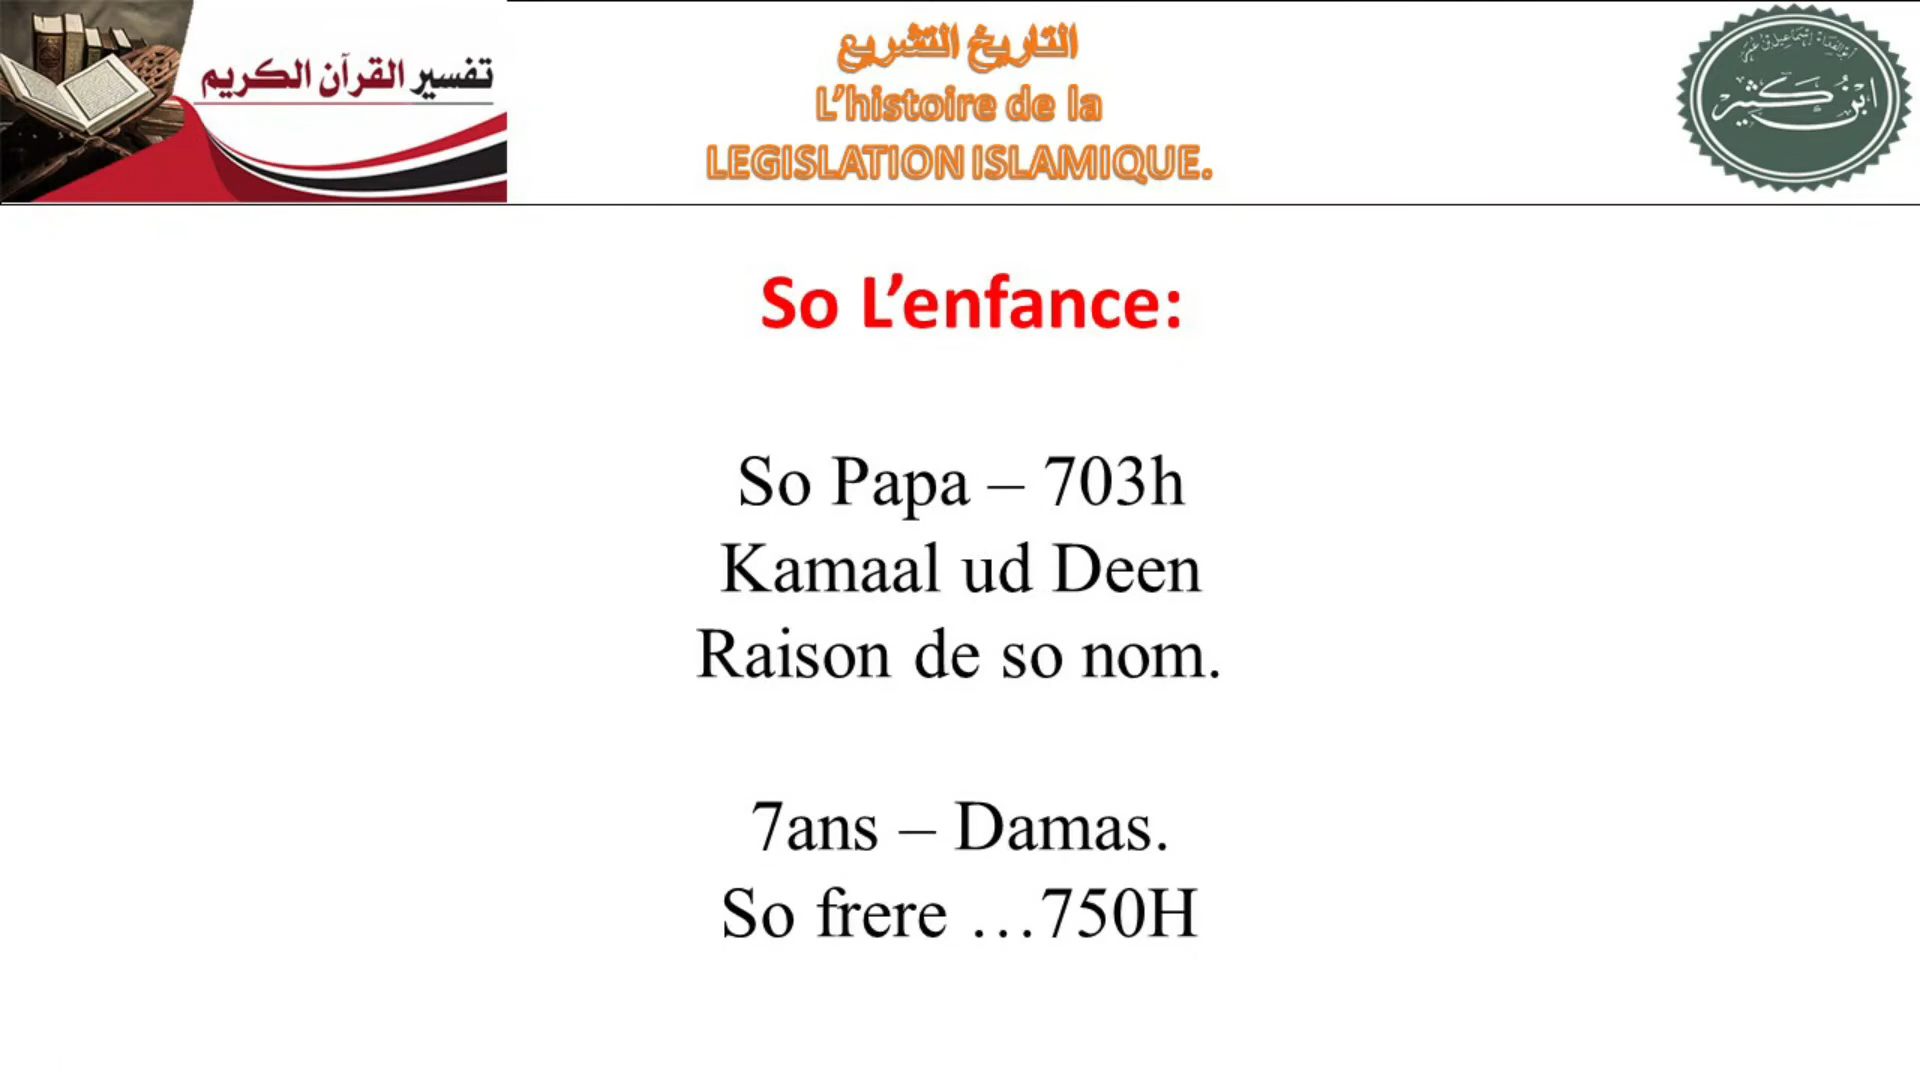 تفسير القرآن الكريم
التاريخ التشريع
L’histoire de la
LEGISLATION ISLAMIQUE.
ابن كثير
So L’enfance:
So Papa – 703h
Kamaal ud Deen
Raison de so nom.
7ans – Damas.
So frere …750H